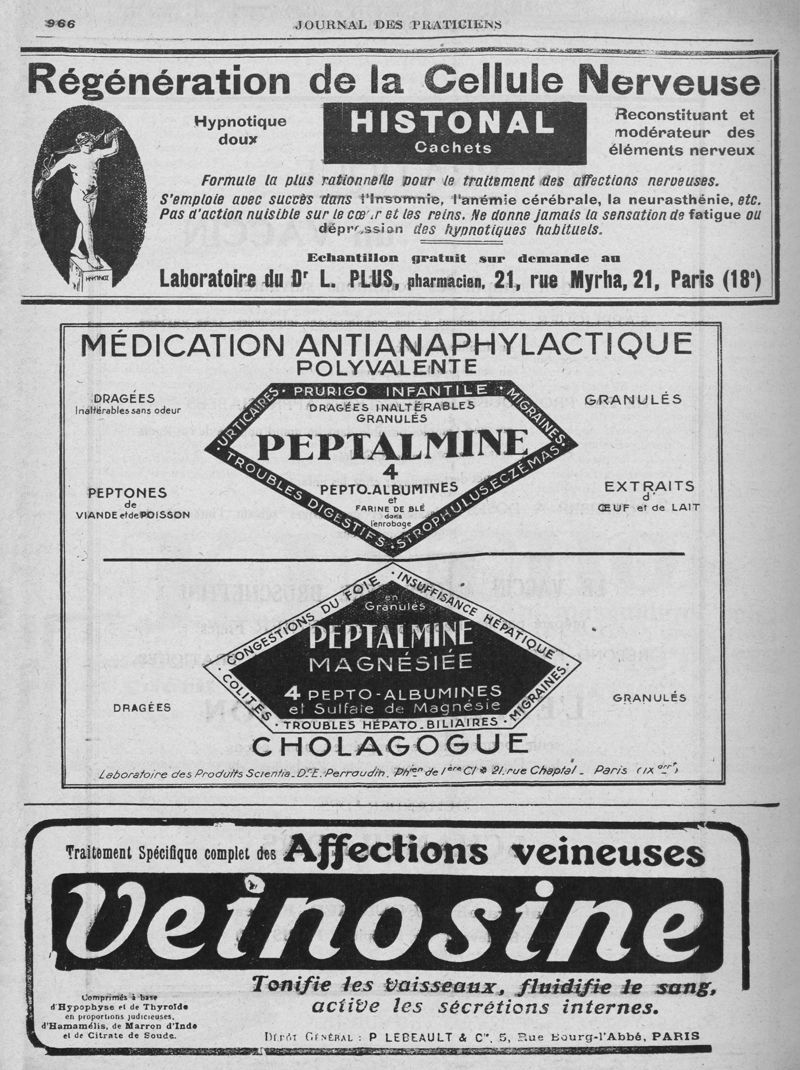 966
JOURNAL DES PRATICIENS
Régénération de la Cellule Nerveuse
Hypnotique
doux
HISTONAL
Cachets
Reconstituant et
modérateur des
éléments nerveux
Formule la plus rationnelle pour le traitement des affections nerveuses.
S'emploie avec succès dans l'Insomnie, l'anémie cérébrale, la neurasthénie, etc.
Pas d'action nuisible sur le cœur et les reins. Ne donne jamais la sensation de fatigue ou
dépression des hypnotiques habituels.
Echantillon gratuit sur demande au
Laboratoire du Dr L. PLUS, pharmacien, 21, rue Myrha, 21, Paris (18e)
MÉDICATION ANTIANAPHYLACTIQUE
POLYVALENTE
DRAGÉES
Inaltérables sans odeur
GRANULÉS
URTICAIRES · PRURIGO INFANTILE · MIGRAINES ·
DRAGÉES INALTÉRABLES
GRANULÉS
PEPTALMINE
4
PEPTO-ALBUMINES
et
FARINE DE BLÉ
dans
l'enrobage
TROUBLES DIGESTIFS · STROPHULUS. ECZÉMAS ·
PEPTONES
de
VIANDE et de POISSON
EXTRAITS
d'
ŒUF et de LAIT
CONGESTIONS DU FOIE · INSUFFISANCE HÉPATIQUE
en
Granulés
PEPTALMINE
MAGNÉSIÉE
4 PEPTO-ALBUMINES
et Sulfate de Magnésie
COLITES · TROUBLES HÉPATO-BILIAIRES · MIGRAINES ·
DRAGÉES
GRANULÉS
CHOLAGOGUE
Laboratoire des Produits Scientia_Dr E. Perraudin. Phien de 1ère Cl 21, rue Chaptal _ Paris (IX arrt)
Traitement Spécifique complet des Affections veineuses
Veinosine
Tonifie les vaisseaux, fluidifie le sang,
active les sécrétions internes.
Comprimés à base
d'Hypophyse et de Thyroïde
en proportions judicieuses,
d'Hamamélis, de Marron d'Inde
et de Citrate de Soude.
DÉPÔT GÉNÉRAL : P LEBEAULT & Cie, 5, Rue Bourg-l'Abbé, PARIS